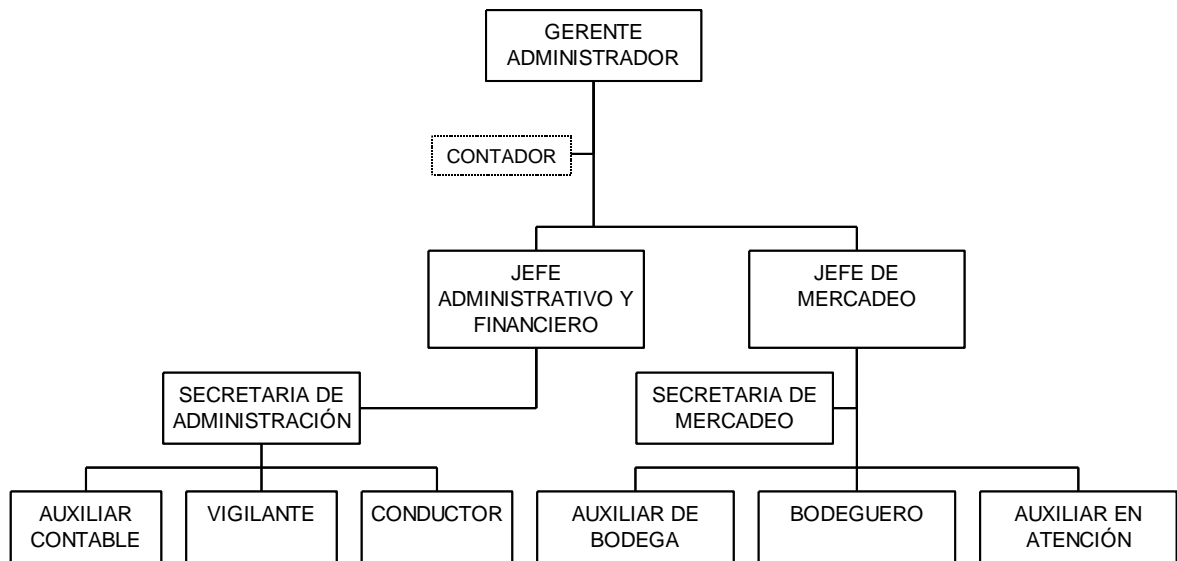 GERENTE
ADMINISTRADOR
CONTADOR
JEFE
ADMINISTRATIVO Y
FINANCIERO
JEFE DE
MERCADEO
SECRETARIA DE
ADMINISTRACIÓN
SECRETARIA DE
MERCADEO
AUXILIAR
CONTABLE
VIGILANTE
CONDUCTOR
AUXILIAR DE
BODEGA
BODEGUERO
AUXILIAR EN
ATENCIÓN